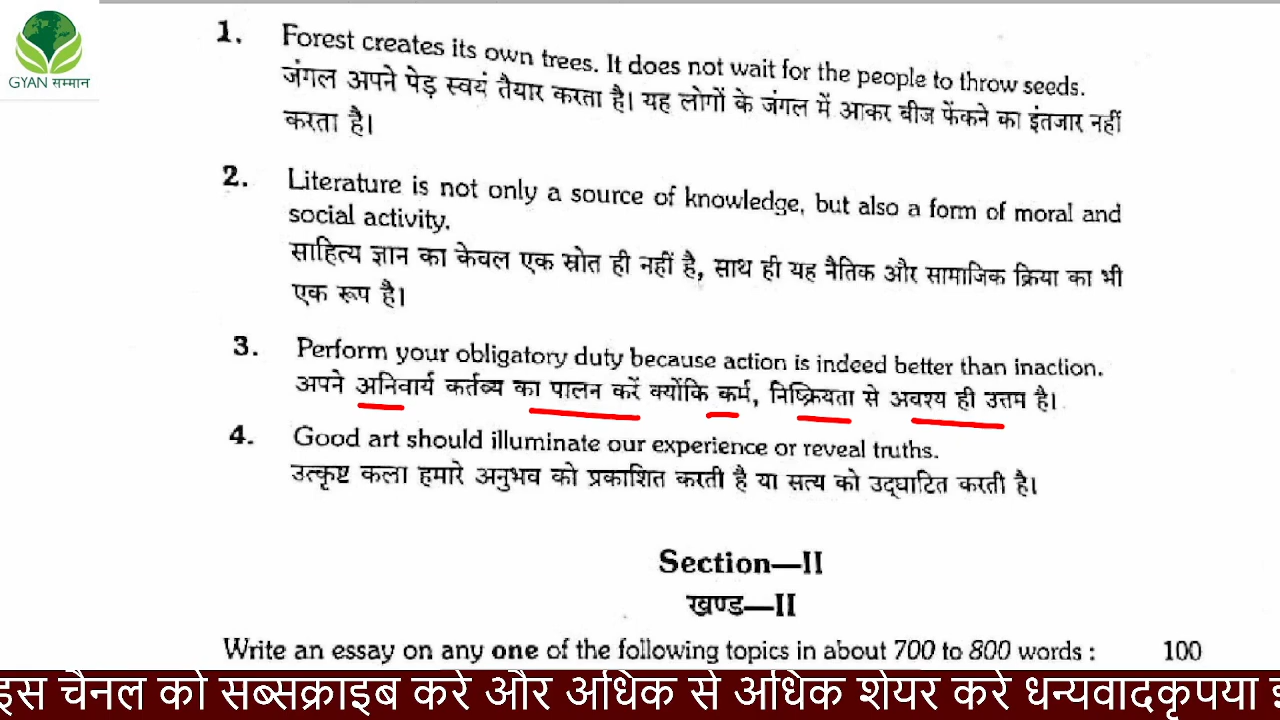 GYAN सम्मान
1. Forest creates its own trees. It does not wait for the people to throw seeds.
जंगल अपने पेड़ स्वयं तैयार करता है। यह लोगों के जंगल में आकर बीज फेंकने का इंतजार नहीं
करता है।
2. Literature is not only a source of knowledge, but also a form of moral and
social activity.
साहित्य ज्ञान का केवल एक स्रोत ही नहीं है, साथ ही यह नैतिक और सामाजिक क्रिया का भी
एक रूप है।
3. Perform your obligatory duty because action is indeed better than inaction.
अपने अनिवार्य कर्तव्य का पालन करें क्योंकि कर्म, निष्क्रियता से अवश्य ही उत्तम है।
4. Good art should illuminate our experience or reveal truths.
उत्कृष्ट कला हमारे अनुभव को प्रकाशित करती है या सत्य को उद्घाटित करती है।
Section—II
खण्ड—II
Write an essay on any one of the following topics in about 700 to 800 words : 100
इस चैनल को सब्सक्राइब करे और अधिक से अधिक शेयर करे धन्यवादकृपया